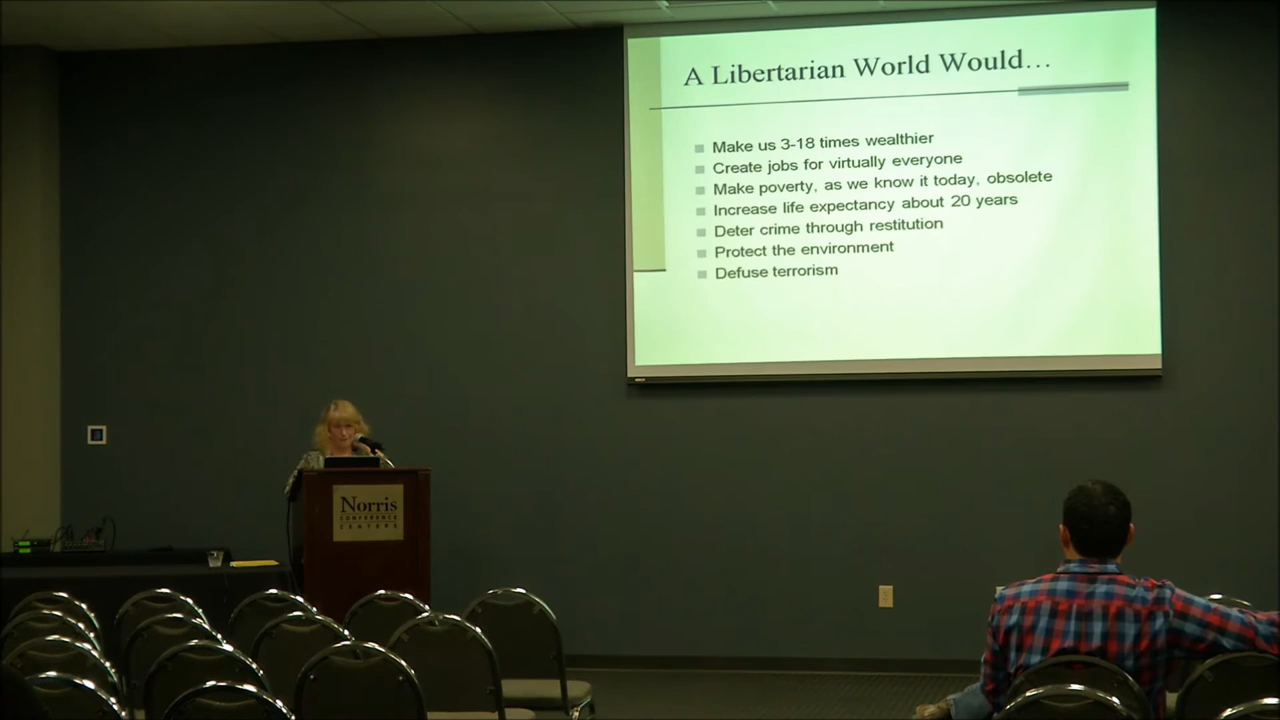 A Libertarian World Would…
Make us 3-18 times wealthier
Create jobs for virtually everyone
Make poverty, as we know it today, obsolete
Increase life expectancy about 20 years
Deter crime through restitution
Protect the environment
Defuse terrorism
Norris
CONFERENCE
CENTERS